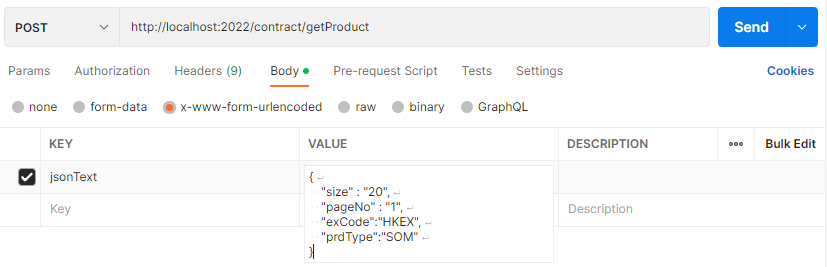 POST http://localhost:2022/contract/getProduct Send
Params Authorization Headers (9) Body Pre-request Script Tests Settings Cookies
none form-data x-www-form-urlencoded raw binary GraphQL
KEY VALUE DESCRIPTION ooo Bulk Edit
jsonText
{ ↵
"size" : "20", ↵
"pageNo" : "1", ↵
"exCode":"HKEX", ↵
"prdType":"SOM" ↵
}
Key Description